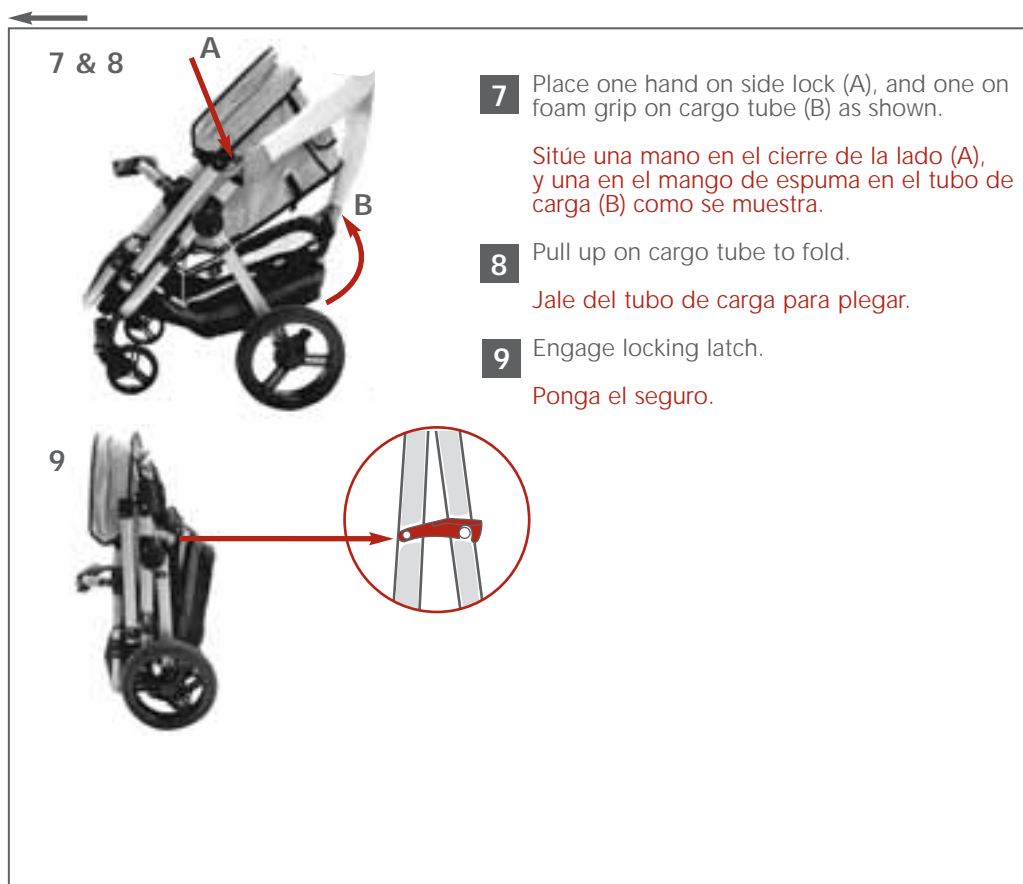 7 & 8
A
B
7
Place one hand on side lock (A), and one on
foam grip on cargo tube (B) as shown.
Sitúe una mano en el cierre de la lado (A),
y una en el mango de espuma en el tubo de
carga (B) como se muestra.
8
Pull up on cargo tube to fold.
Jale del tubo de carga para plegar.
9
Engage locking latch.
Ponga el seguro.
9